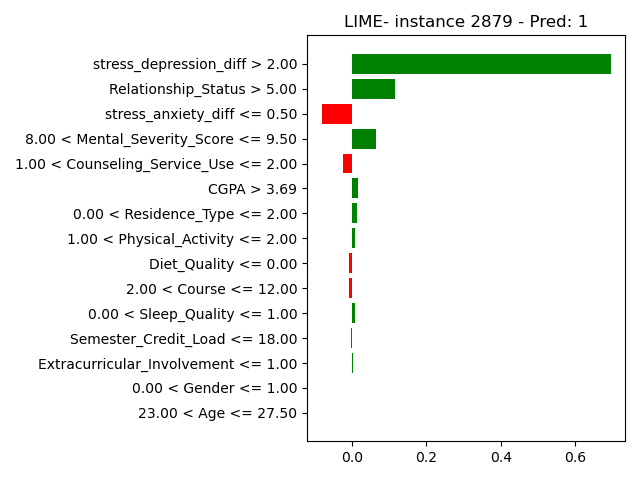 LIME- instance 2879 - Pred: 1
stress_depression_diff > 2.00
Relationship_Status > 5.00
stress_anxiety_diff <= 0.50
8.00 < Mental_Severity_Score <= 9.50
1.00 < Counseling_Service_Use <= 2.00
CGPA > 3.69
0.00 < Residence_Type <= 2.00
1.00 < Physical_Activity <= 2.00
Diet_Quality <= 0.00
2.00 < Course <= 12.00
0.00 < Sleep_Quality <= 1.00
Semester_Credit_Load <= 18.00
Extracurricular_Involvement <= 1.00
0.00 < Gender <= 1.00
23.00 < Age <= 27.50
0.0 0.2 0.4 0.6